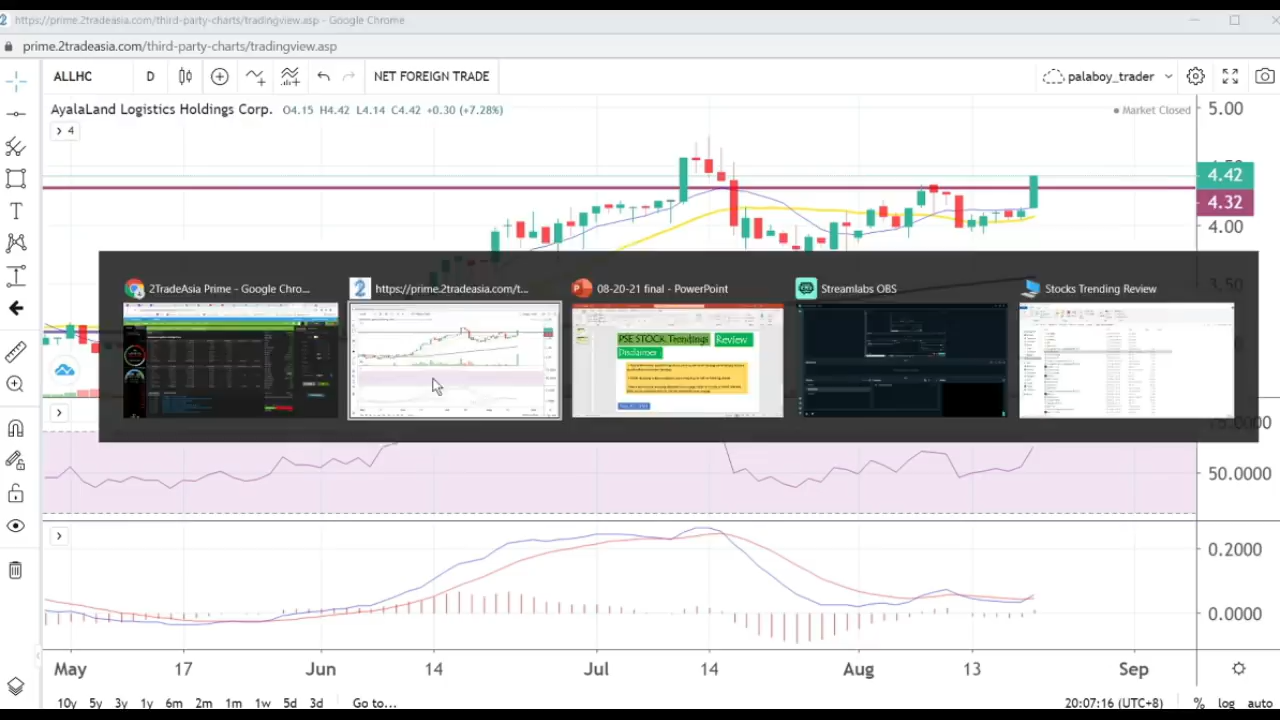 https://prime.2tradeasia.com/third-party-charts/tradingview.asp - Google Chrome
prime.2tradeasia.com/third-party-charts/tradingview.asp
ALLHC D NET FOREIGN TRADE palaboy_trader
AyalaLand Logistics Holdings Corp. O4.15 H4.42 L4.14 C4.42 +0.30 (+7.28%)
Market Closed
5.00
4
4.42
4.32
4.00
2TradeAsia Prime - Google Chro...
https://prime.2tradeasia.com/t...
08-20-21 final - PowerPoint
Streamlabs OBS
Stocks Trending Review
PSE STOCK Trendings Review
Disclaimer
50.0000
0.2000
0.0000
May 17 Jun 14 Jul 14 Aug 13 Sep
10y 5y 3y 1y 6m 2m 1m 1w 5d 3d Go to... 20:07:16 (UTC+8) % log auto